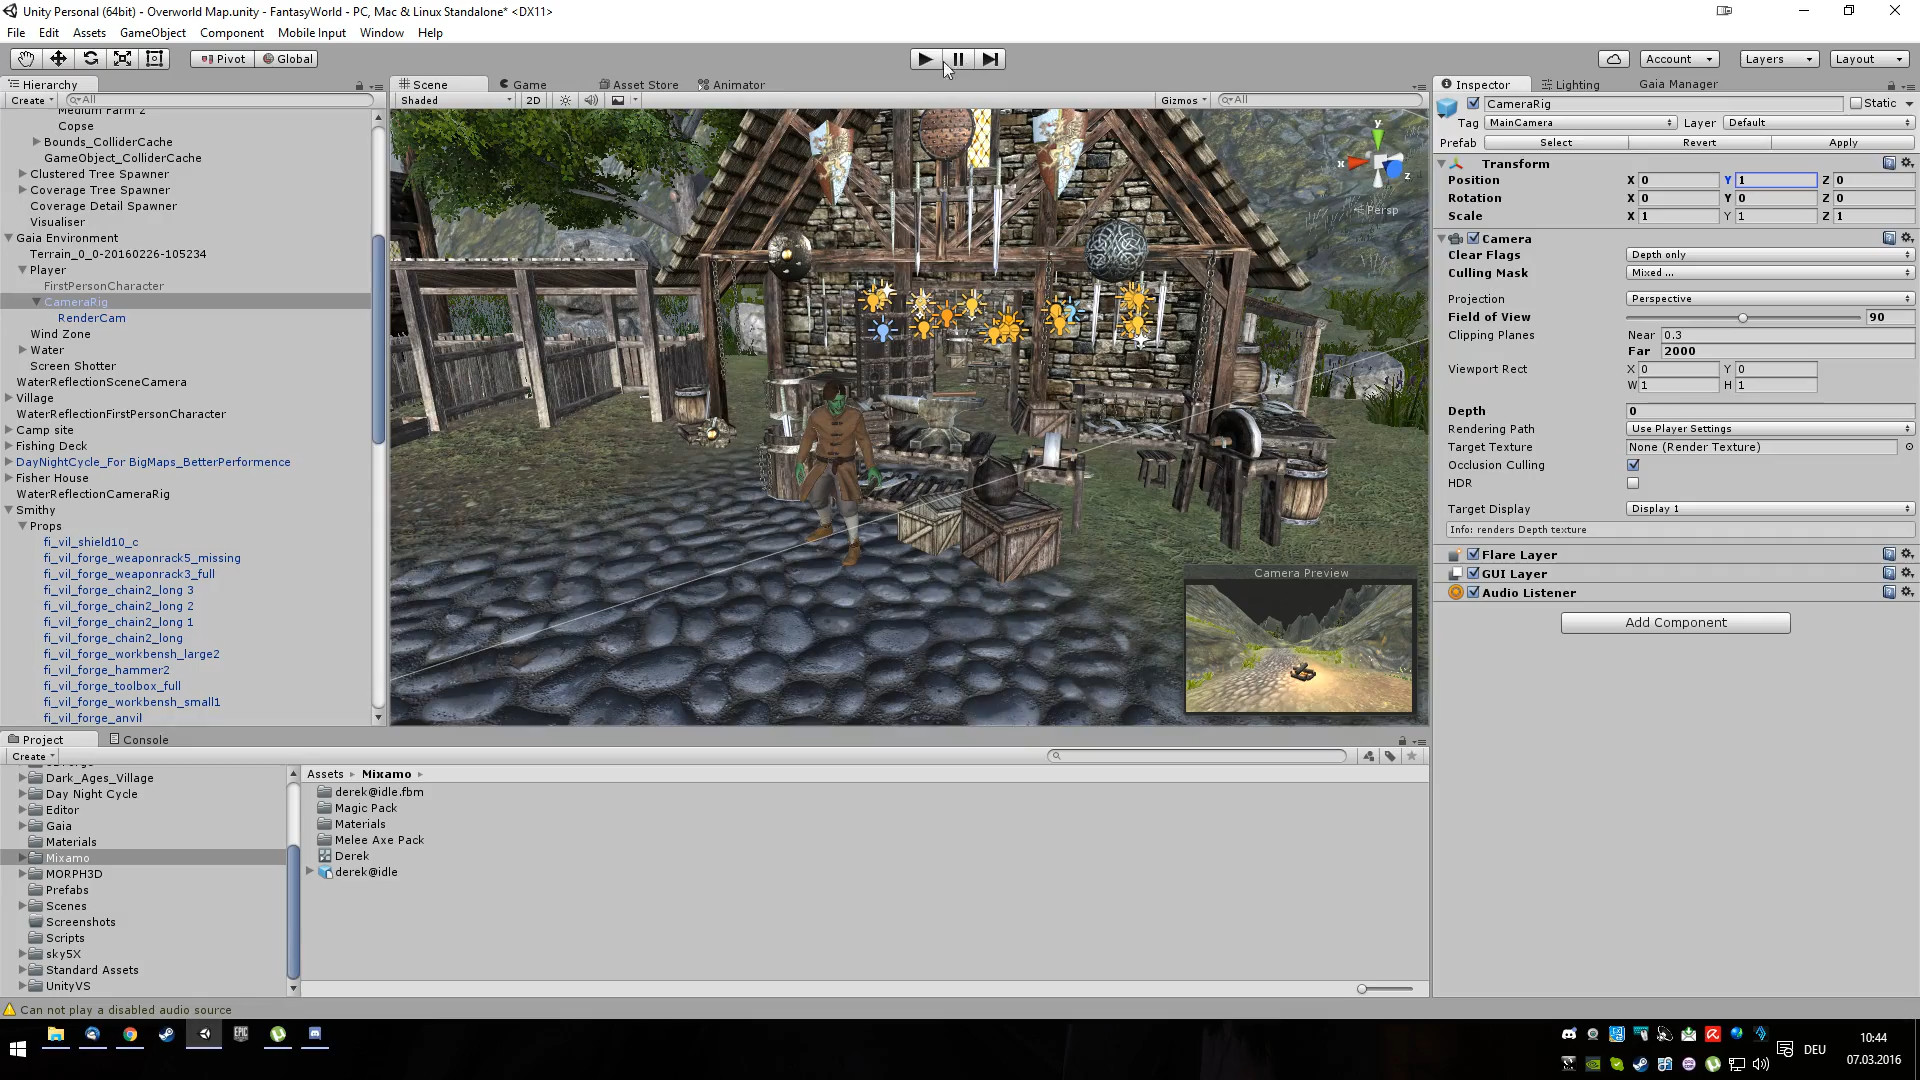 Unity Personal (64bit) - Overworld Map.unity - FantasyWorld - PC, Mac & Linux Standalone* <DX11>
File Edit Assets GameObject Component Mobile Input Window Help
Pivot Global Account Layers Layout
Hierarchy Scene Game Asset Store Animator Inspector Lighting Gaia Manager
Create All Shaded 2D Gizmos All
CameraRig Static
Tag MainCamera Layer Default
Prefab Select Revert Apply
Transform
Position X 0 Y 1 Z 0
Rotation X 0 Y 0 Z 0
Scale X 1 Y 1 Z 1
Camera
Clear Flags Depth only
Culling Mask Mixed ...
Projection Perspective
Field of View 90
Clipping Planes Near 0.3
Far 2000
Viewport Rect X 0 Y 0
W 1 H 1
Depth 0
Rendering Path Use Player Settings
Target Texture None (Render Texture)
Occlusion Culling
HDR
Target Display Display 1
Info: renders Depth texture
Flare Layer
GUI Layer
Audio Listener
Add Component
Medium Farm 2
Copse
Bounds_ColliderCache
GameObject_ColliderCache
Clustered Tree Spawner
Coverage Tree Spawner
Coverage Detail Spawner
Visualiser
Gaia Environment
Terrain_0_0-20160226-105234
Player
FirstPersonCharacter
CameraRig
RenderCam
Wind Zone
Water
Screen Shotter
WaterReflectionSceneCamera
Village
WaterReflectionFirstPersonCharacter
Camp site
Fishing Deck
DayNightCycle_For BigMaps_BetterPerformence
Fisher House
WaterReflectionCameraRig
Smithy
Props
fi_vil_shield10_c
fi_vil_forge_weaponrack5_missing
fi_vil_forge_weaponrack3_full
fi_vil_forge_chain2_long 3
fi_vil_forge_chain2_long 2
fi_vil_forge_chain2_long 1
fi_vil_forge_chain2_long
fi_vil_forge_workbensh_large2
fi_vil_forge_hammer2
fi_vil_forge_toolbox_full
fi_vil_forge_workbensh_small1
fi_vil_forge_anvil
y
x
z
Persp
Camera Preview
Project Console
Create
Dark_Ages_Village
Day Night Cycle
Editor
Gaia
Materials
Mixamo
MORPH3D
Prefabs
Scenes
Screenshots
Scripts
sky5X
Standard Assets
UnityVS
Assets Mixamo
derek@idle.fbm
Magic Pack
Materials
Melee Axe Pack
Derek
derek@idle
Can not play a disabled audio source
EPIC
DEU
10:44
07.03.2016